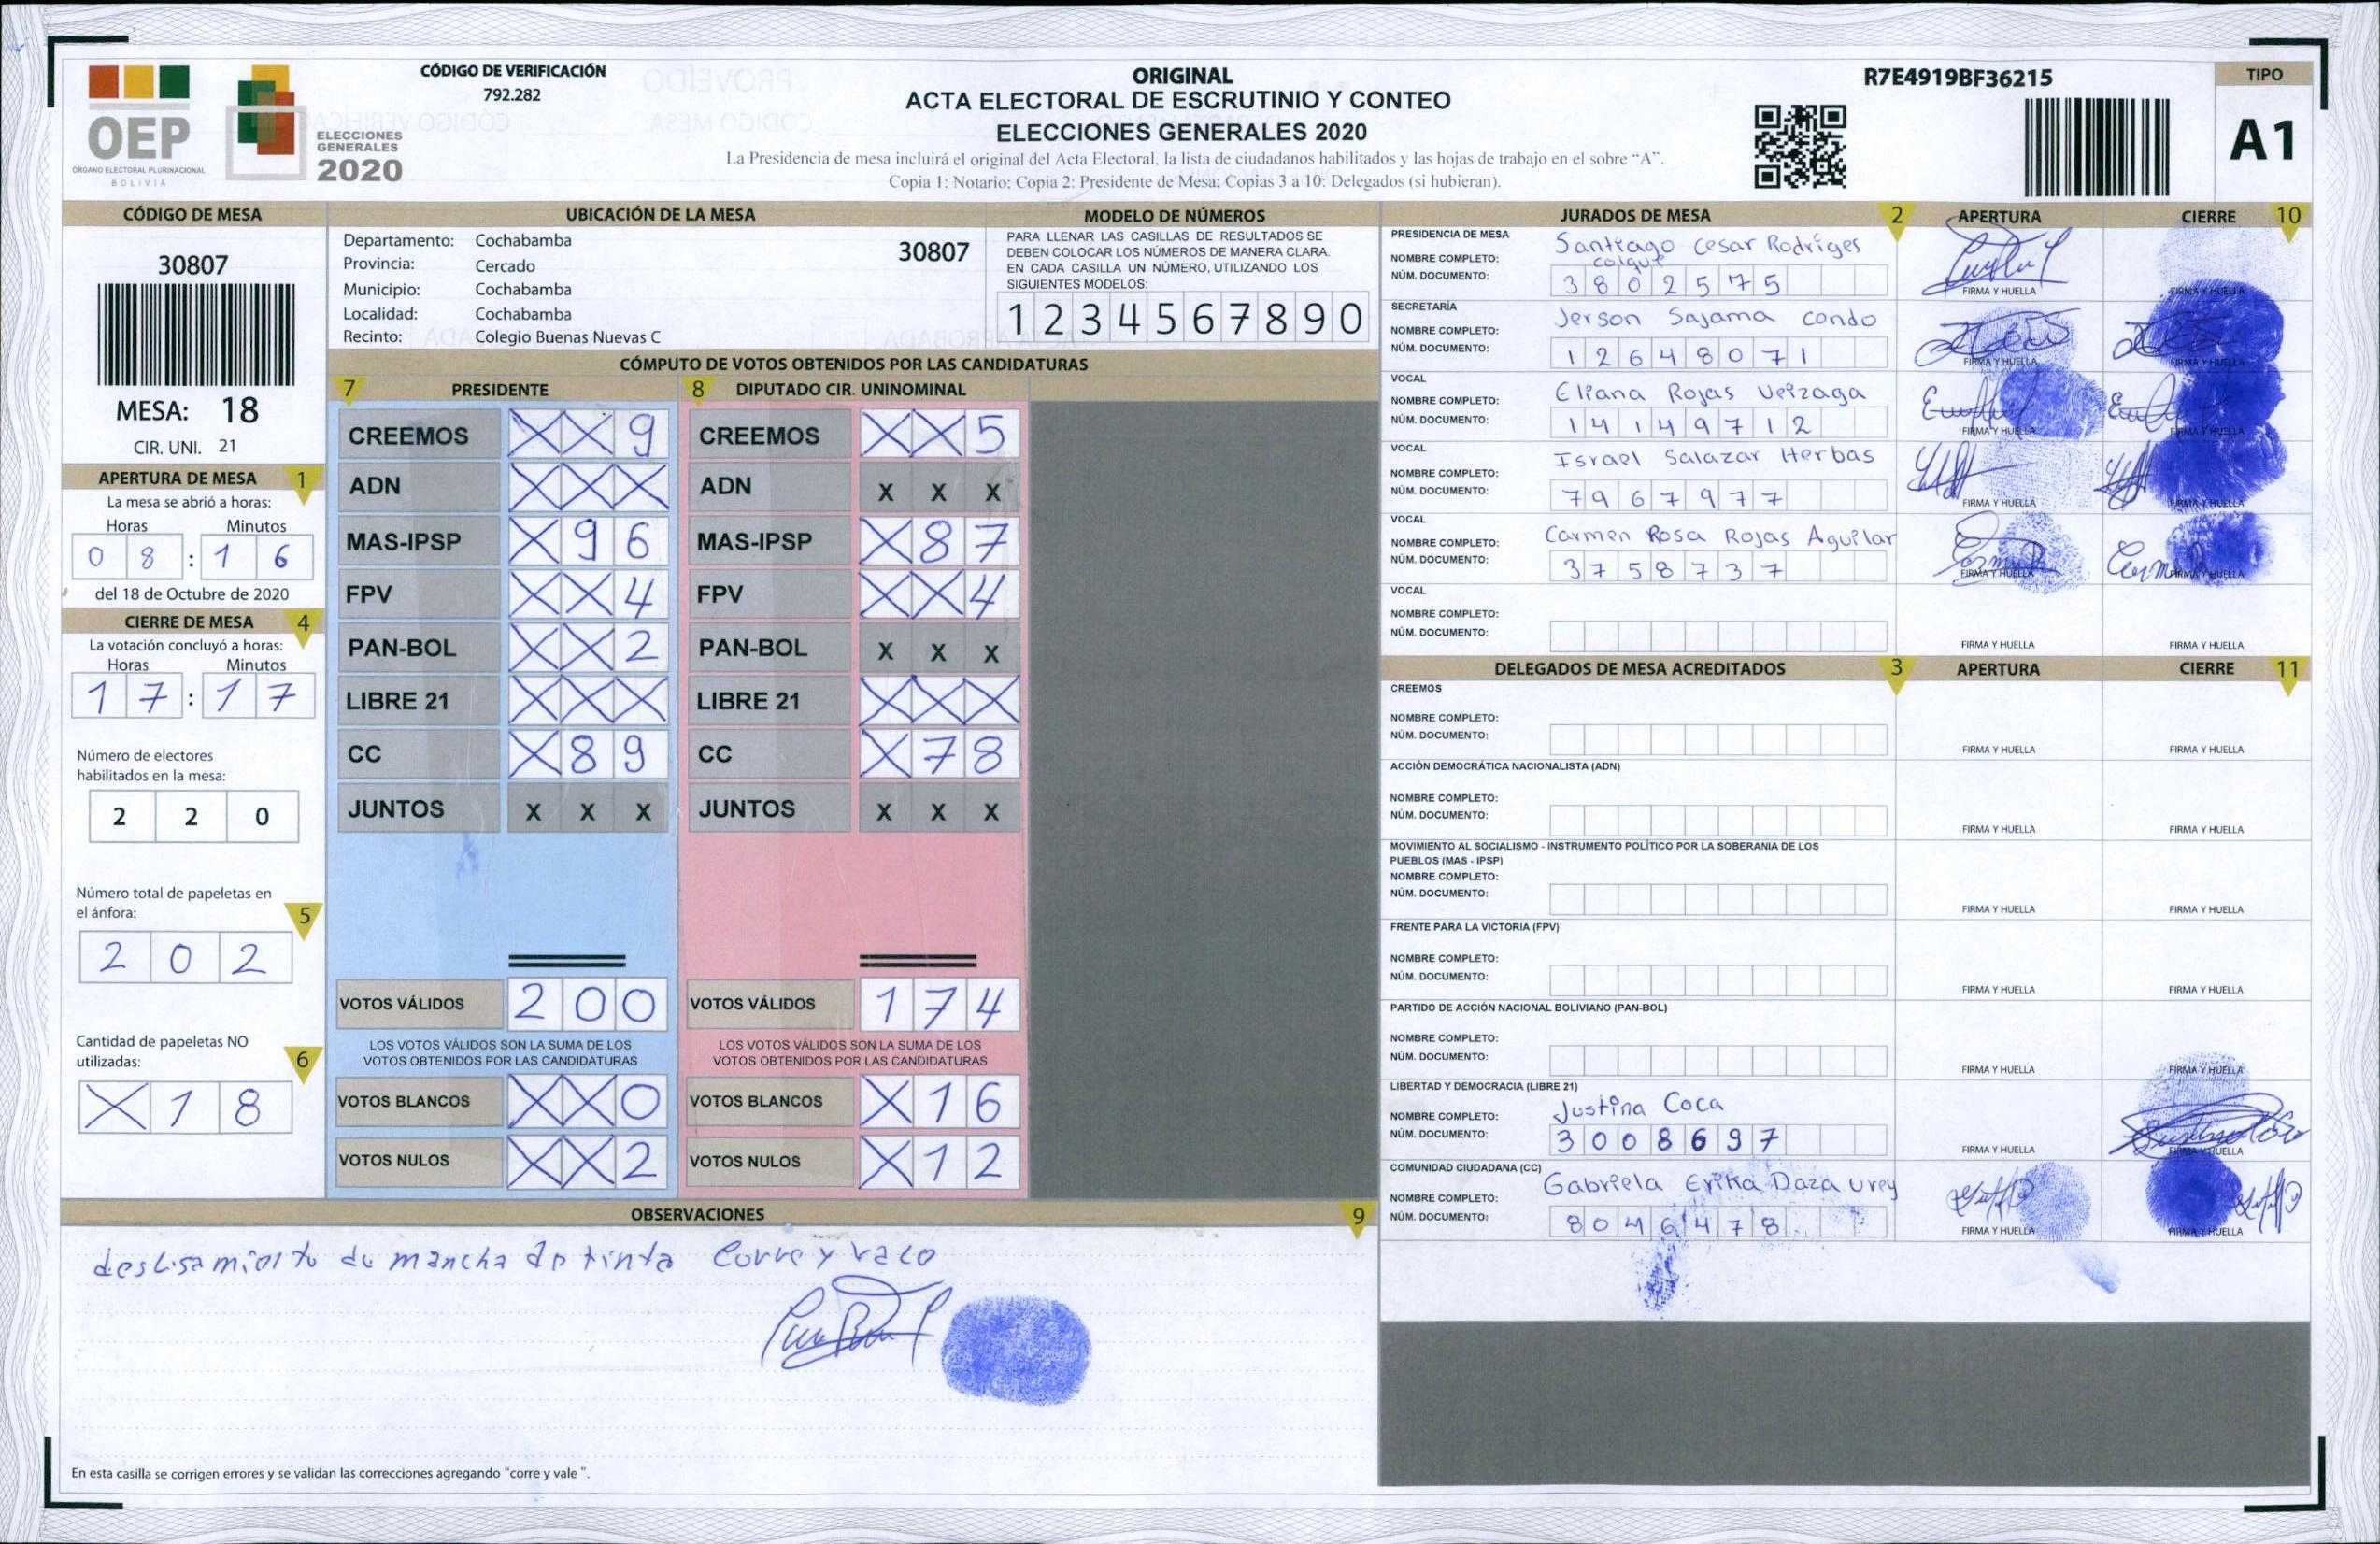 CÓDIGO DE VERIFICACIÓN
792.282
ORIGINAL
ACTA ELECTORAL DE ESCRUTINIO Y CONTEO
ELECCIONES GENERALES 2020
La Presidencia de mesa incluirá el original del Acta Electoral, la lista de ciudadanos habilitados y las hojas de trabajo en el sobre “A”.
Copia 1: Notario; Copia 2: Presidente de Mesa; Copias 3 a 10: Delegados (si hubieran).
R7E4919BF36215
TIPO
A1
OEP
ORGANO ELECTORAL PLURINACIONAL
BOLIVIA
ELECCIONES
GENERALES
2020
CÓDIGO DE MESA
30807
MESA: 18
CIR. UNI. 21
APERTURA DE MESA 1
La mesa se abrió a horas:
Horas Minutos
0 8 : 1 6
del 18 de Octubre de 2020
CIERRE DE MESA 4
La votación concluyó a horas:
Horas Minutos
1 7 : 1 7
Número de electores
habilitados en la mesa:
2 2 0
Número total de papeletas en
el ánfora: 5
2 0 2
Cantidad de papeletas NO
utilizadas: 6
X 1 8
UBICACIÓN DE LA MESA
Departamento: Cochabamba 30807
Provincia: Cercado
Municipio: Cochabamba
Localidad: Cochabamba
Recinto: Colegio Buenas Nuevas C
MODELO DE NÚMEROS
PARA LLENAR LAS CASILLAS DE RESULTADOS SE
DEBEN COLOCAR LOS NÚMEROS DE MANERA CLARA.
EN CADA CASILLA UN NÚMERO, UTILIZANDO LOS
SIGUIENTES MODELOS:
1 2 3 4 5 6 7 8 9 0
CÓMPUTO DE VOTOS OBTENIDOS POR LAS CANDIDATURAS
7 PRESIDENTE
CREEMOS X X 9
ADN X X X
MAS-IPSP X 9 6
FPV X X 4
PAN-BOL X X 2
LIBRE 21 X X X
CC X 8 9
JUNTOS X X X
VOTOS VÁLIDOS 2 0 0
LOS VOTOS VÁLIDOS SON LA SUMA DE LOS
VOTOS OBTENIDOS POR LAS CANDIDATURAS
VOTOS BLANCOS X X 0
VOTOS NULOS X X 2
8 DIPUTADO CIR. UNINOMINAL
CREEMOS X X 5
ADN X X X
MAS-IPSP X 8 7
FPV X X 4
PAN-BOL X X X
LIBRE 21 X X X
CC X 7 8
JUNTOS X X X
VOTOS VÁLIDOS 1 7 4
LOS VOTOS VÁLIDOS SON LA SUMA DE LOS
VOTOS OBTENIDOS POR LAS CANDIDATURAS
VOTOS BLANCOS X 1 6
VOTOS NULOS X 1 2
OBSERVACIONES 9
deslisamiento de mancha de tinta Corre y vale
En esta casilla se corrigen errores y se validan las correcciones agregando “corre y vale ”.
JURADOS DE MESA 2 APERTURA CIERRE 10
PRESIDENCIA DE MESA
NOMBRE COMPLETO: Santiago Cesar Rodriges
colque
NÚM. DOCUMENTO: 3 8 0 2 5 7 5
FIRMA Y HUELLA FIRMA Y HUELLA
SECRETARÍA
NOMBRE COMPLETO: Jerson Sajama Condo
NÚM. DOCUMENTO: 1 2 6 4 8 0 7 1
FIRMA Y HUELLA FIRMA Y HUELLA
VOCAL
NOMBRE COMPLETO: Eliana Rojas Veizaga
NÚM. DOCUMENTO: 1 4 1 4 9 7 1 2
FIRMA Y HUELLA FIRMA Y HUELLA
VOCAL
NOMBRE COMPLETO: Israel Salazar Herbas
NÚM. DOCUMENTO: 7 9 6 7 9 7 7
FIRMA Y HUELLA FIRMA Y HUELLA
VOCAL
NOMBRE COMPLETO: Carmen Rosa Rojas Aguilar
NÚM. DOCUMENTO: 3 7 5 8 7 3 7
FIRMA Y HUELLA FIRMA Y HUELLA
VOCAL
NOMBRE COMPLETO:
NÚM. DOCUMENTO:
FIRMA Y HUELLA FIRMA Y HUELLA
DELEGADOS DE MESA ACREDITADOS 3 APERTURA CIERRE 11
CREEMOS
NOMBRE COMPLETO:
NÚM. DOCUMENTO:
FIRMA Y HUELLA FIRMA Y HUELLA
ACCIÓN DEMOCRÁTICA NACIONALISTA (ADN)
NOMBRE COMPLETO:
NÚM. DOCUMENTO:
FIRMA Y HUELLA FIRMA Y HUELLA
MOVIMIENTO AL SOCIALISMO - INSTRUMENTO POLÍTICO POR LA SOBERANIA DE LOS
PUEBLOS (MAS - IPSP)
NOMBRE COMPLETO:
NÚM. DOCUMENTO:
FIRMA Y HUELLA FIRMA Y HUELLA
FRENTE PARA LA VICTORIA (FPV)
NOMBRE COMPLETO:
NÚM. DOCUMENTO:
FIRMA Y HUELLA FIRMA Y HUELLA
PARTIDO DE ACCIÓN NACIONAL BOLIVIANO (PAN-BOL)
NOMBRE COMPLETO:
NÚM. DOCUMENTO:
FIRMA Y HUELLA FIRMA Y HUELLA
LIBERTAD Y DEMOCRACIA (LIBRE 21)
NOMBRE COMPLETO: Justina Coca
NÚM. DOCUMENTO: 3 0 0 8 6 9 7
FIRMA Y HUELLA FIRMA Y HUELLA
COMUNIDAD CIUDADANA (CC)
NOMBRE COMPLETO: Gabriela Erika Daza Urey
NÚM. DOCUMENTO: 8 0 4 6 4 7 8
FIRMA Y HUELLA FIRMA Y HUELLA